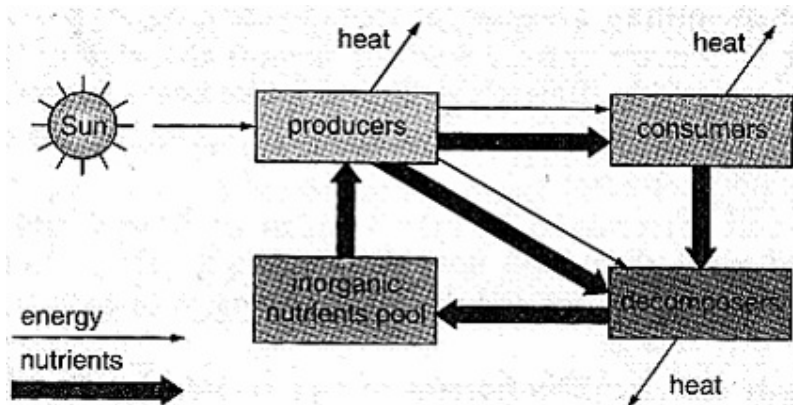 heat
heat
Sun
producers
consumers
inorganic
nutrients pool
decomposers
energy
nutrients
heat